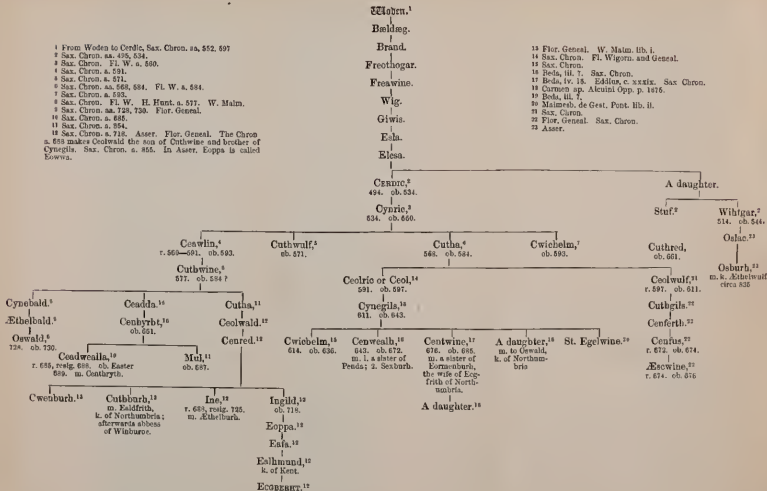 Woden.¹
Bældæg.
Brand.
Freothogar.
Freawine.
Wig.
Giwis.
Esla.
Elesa.
1 From Woden to Cerdic, Sax. Chron. aa. 552, 597
2 Sax. Chron. aa. 495, 534.
3 Sax. Chron. Fl. W. a. 560.
4 Sax. Chron. a. 591.
5 Sax. Chron. a. 571.
6 Sax. Chron. aa. 568, 584. Fl. W. a. 584.
7 Sax. Chron. a. 593.
8 Sax. Chron. Fl. W. H. Hunt. a. 577. W. Malm.
9 Sax. Chron. aa. 728, 730. Flor. Geneal.
10 Sax. Chron. a. 685.
11 Sax. Chron. a. 854.
12 Sax. Chron. a. 718. Asser. Flor. Geneal. The Chron
a. 688 makes Ceolwald the son of Cuthwine and brother of
Cynegils. Sax. Chron. a. 855. In Asser. Eoppa is called
Eowwa.
13 Flor. Geneal. W. Malm. lib. i.
14 Sax. Chron. Fl. Wigorn. and Geneal.
15 Sax. Chron.
16 Beda, iii. 7. Sax. Chron.
17 Beda, iv. 15. Eddius, c. xxxix. Sax Chron.
18 Carmen ap. Alcuini Opp. p. 1675.
19 Beda, iii. 7.
20 Malmesb. de Gest. Pont. lib. ii.
21 Sax. Chron.
22 Flor. Geneal. Sax. Chron.
23 Asser.
CERDIC,²
494. ob. 534.
A daughter.
Cynric,³
534. ob. 560.
Stuf.²
Wihtgar,²
514. ob. 544.
Oslac.²³
Osburh,²³
m. k. Æthelwulf
circa 835
Ceawlin,⁴
r. 560—591. ob. 593.
Cuthwulf,⁵
ob. 571.
Cutha,⁶
568. ob. 584.
Cwichelm,⁷
ob. 593.
Cuthred,
ob. 661.
Cuthwine,⁸
577. ob. 584 ?
Ceolric or Ceol,¹⁴
591. ob. 597.
Ceolwulf,²¹
r. 597. ob. 611.
Cynebald.⁹
Ceadda.¹⁰
Cutha,¹¹
Cynegils,¹⁵
611. ob. 643.
Cuthgils.²²
Æthelbald.⁹
Cenbyrht,¹⁰
ob. 661.
Ceolwald.¹²
Cenferth.²²
Oswald,⁹
728. ob. 730.
Cenred.¹²
Cwichelm,¹⁵
614. ob. 636.
Cenwealh,¹⁶
643. ob. 672.
m. 1. a sister of
Penda; 2. Sexburh.
Centwine,¹⁷
676. ob. 685.
m. a sister of
Eormenburh,
the wife of Ecg-
frith of North-
umbria.
A daughter,¹⁹
m. to Oswald,
k. of Northum-
bria
St. Egelwine.²⁰
Cenfus,²²
r. 672. ob. 674.
Ceadwealla,¹⁰
r. 685, resig. 688. ob. Easter
689. m. Centhryth.
Mul,¹¹
ob. 687.
Æscwine,²²
r. 674. ob. 676
A daughter.¹⁸
Cwenburh.¹³
Cuthburh,¹³
m. Ealdfrith,
k. of Northumbria;
afterwards abbess
of Winburne.
Ine,¹²
r. 688, resig. 725.
m. Æthelburh.
Ingild,¹²
ob. 718.
Eoppa.¹²
Eafa.¹²
Ealhmund,¹²
k. of Kent.
ECGBERHT.¹²